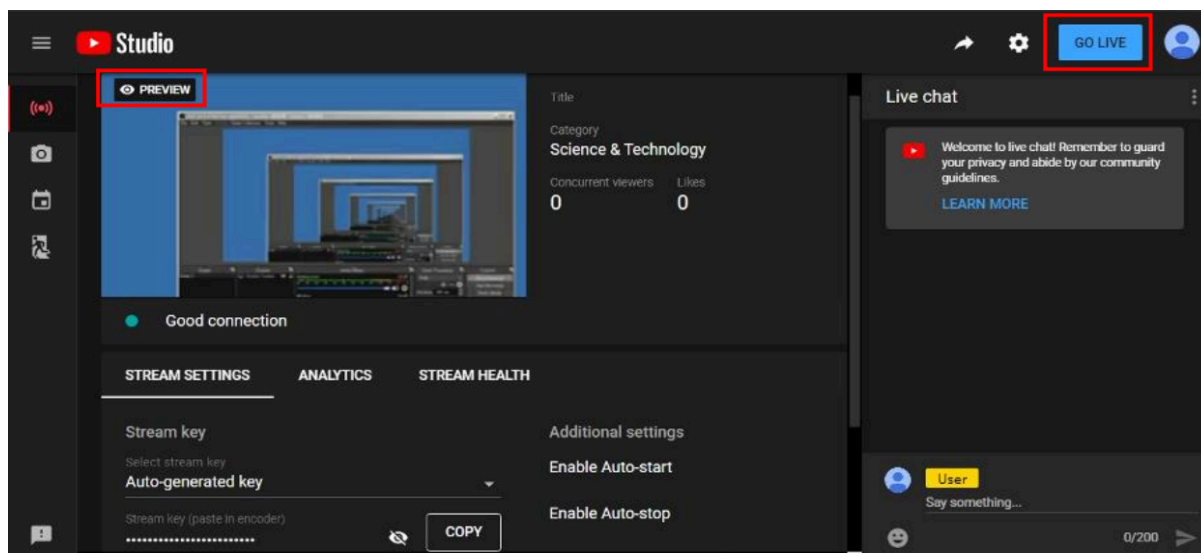 Studio
GO LIVE
PREVIEW
Title
Category
Science & Technology
Concurrent viewers Likes
0 0
Good connection
STREAM SETTINGS ANALYTICS STREAM HEALTH
Stream key
Select stream key
Auto-generated key
Stream key (paste in encoder)
•••••••••••••••••••••••
COPY
Additional settings
Enable Auto-start
Enable Auto-stop
Live chat
Welcome to live chat! Remember to guard
your privacy and abide by our community
guidelines.
LEARN MORE
User
Say something...
0/200